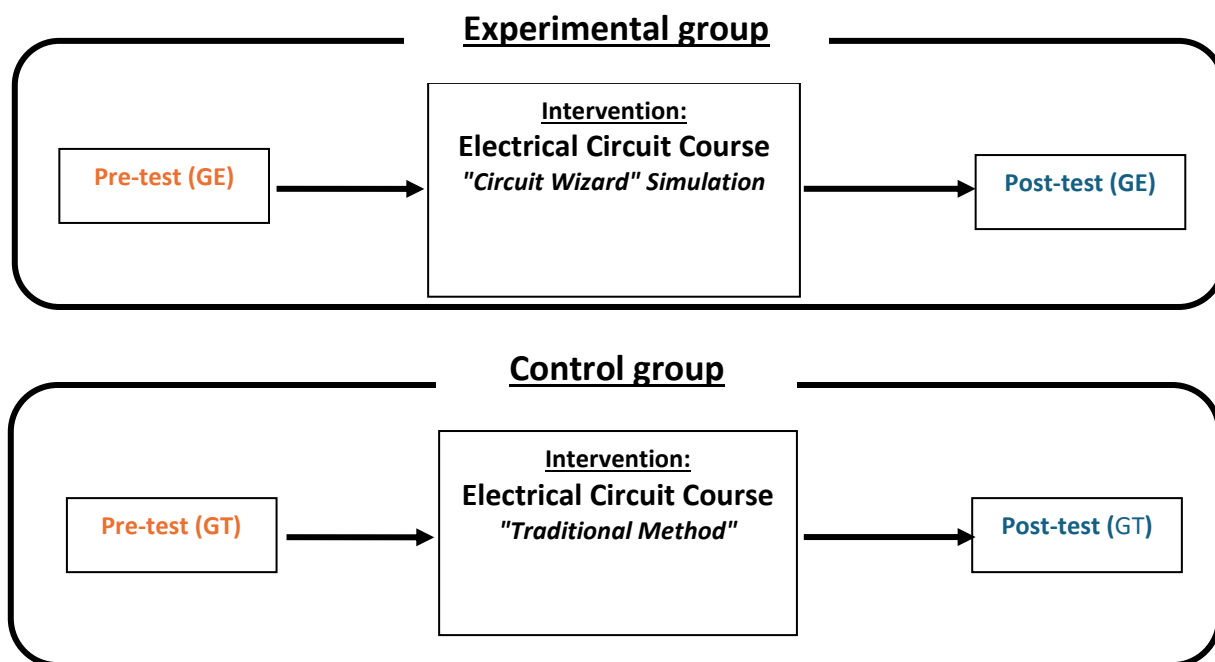 Experimental group
Intervention:
Electrical Circuit Course
"Circuit Wizard" Simulation
Pre-test (GE)
Post-test (GE)
Control group
Intervention:
Electrical Circuit Course
"Traditional Method"
Pre-test (GT)
Post-test (GT)